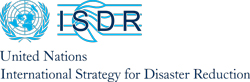 ISDR
United Nations
International Strategy for Disaster Reduction